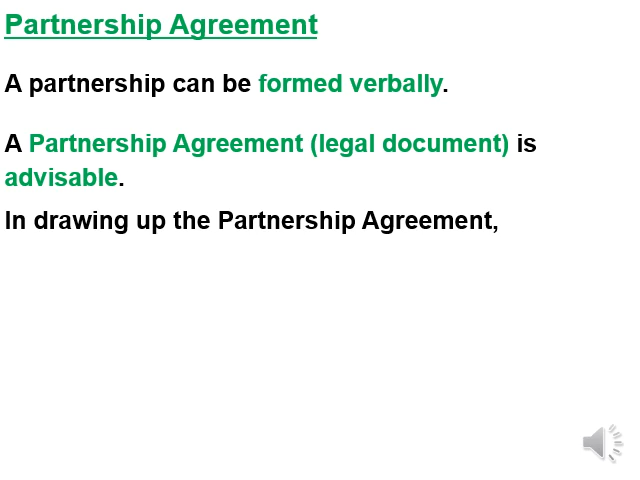 Partnership Agreement
A partnership can be formed verbally.
A Partnership Agreement (legal document) is
advisable.
In drawing up the Partnership Agreement,